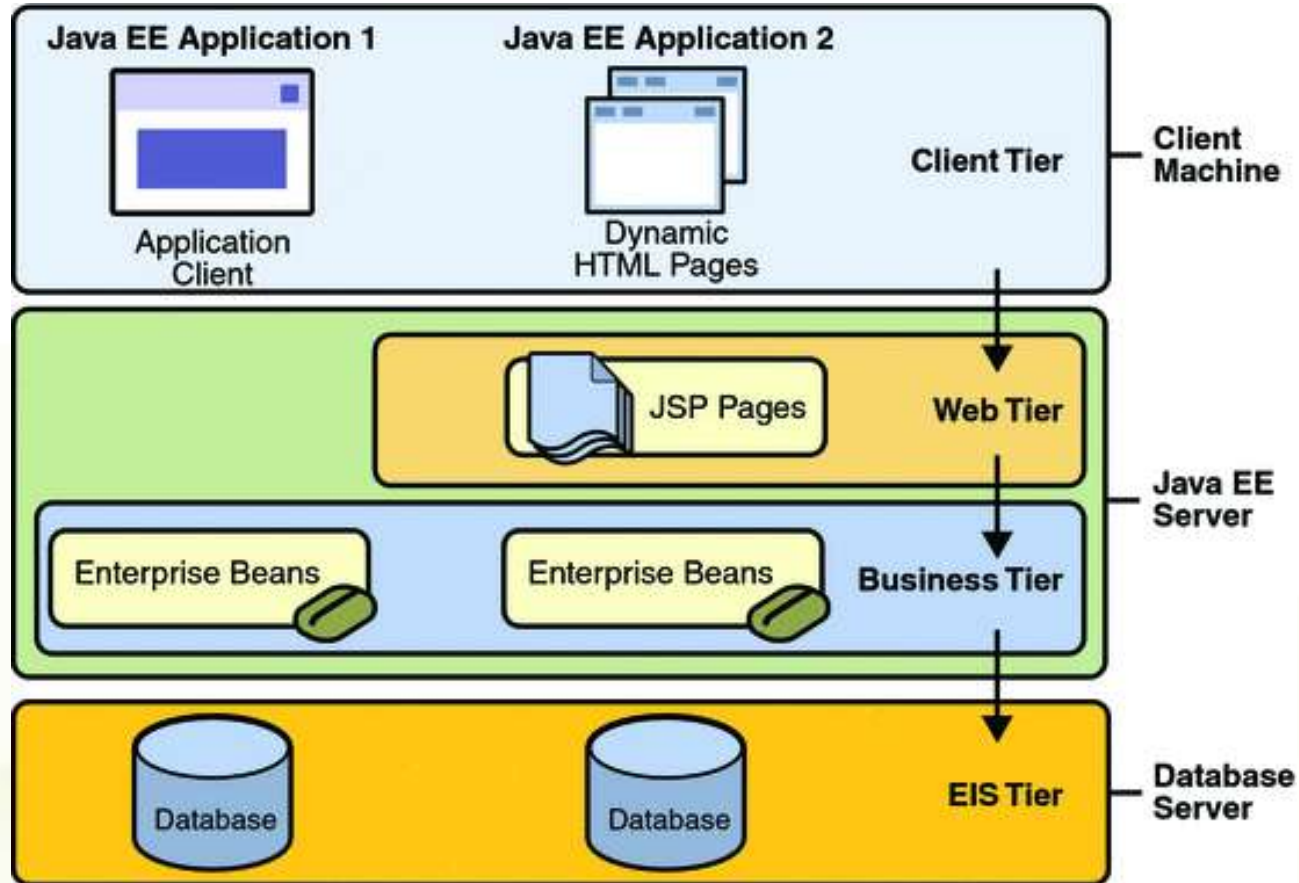 Java EE Application 1
Java EE Application 2
Application
Client
Dynamic
HTML Pages
Client Tier
Client
Machine
JSP Pages
Web Tier
Java EE
Server
Enterprise Beans
Enterprise Beans
Business Tier
Database
Database
EIS Tier
Database
Server